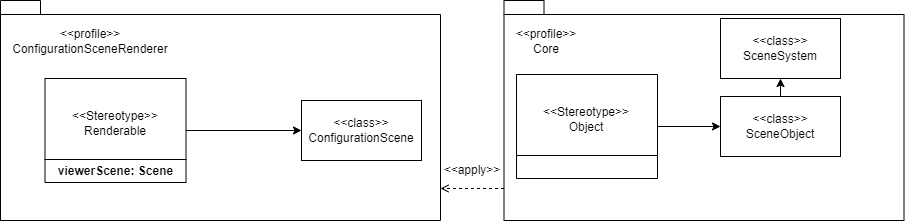 <<profile>>
ConfigurationSceneRenderer
<<Stereotype>>
Renderable
viewerScene: Scene
<<class>>
ConfigurationScene
<<apply>>
<<profile>>
Core
<<Stereotype>>
Object
<<class>>
SceneSystem
<<class>>
SceneObject